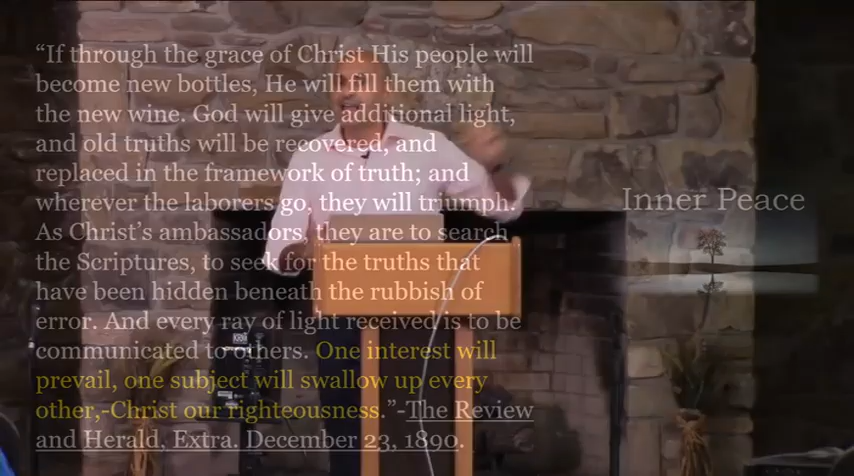 “If through the grace of Christ His people will
become new bottles, He will fill them with
the new wine. God will give additional light,
and old truths will be recovered, and
replaced in the framework of truth; and
wherever the laborers go, they will triumph.
As Christ’s ambassadors, they are to search
the Scriptures, to seek for the truths that
have been hidden beneath the rubbish of
error. And every ray of light received is to be
communicated to others. One interest will
prevail, one subject will swallow up every
other,-Christ our righteousness.”-The Review
and Herald, Extra. December 23, 1890.
Inner Peace